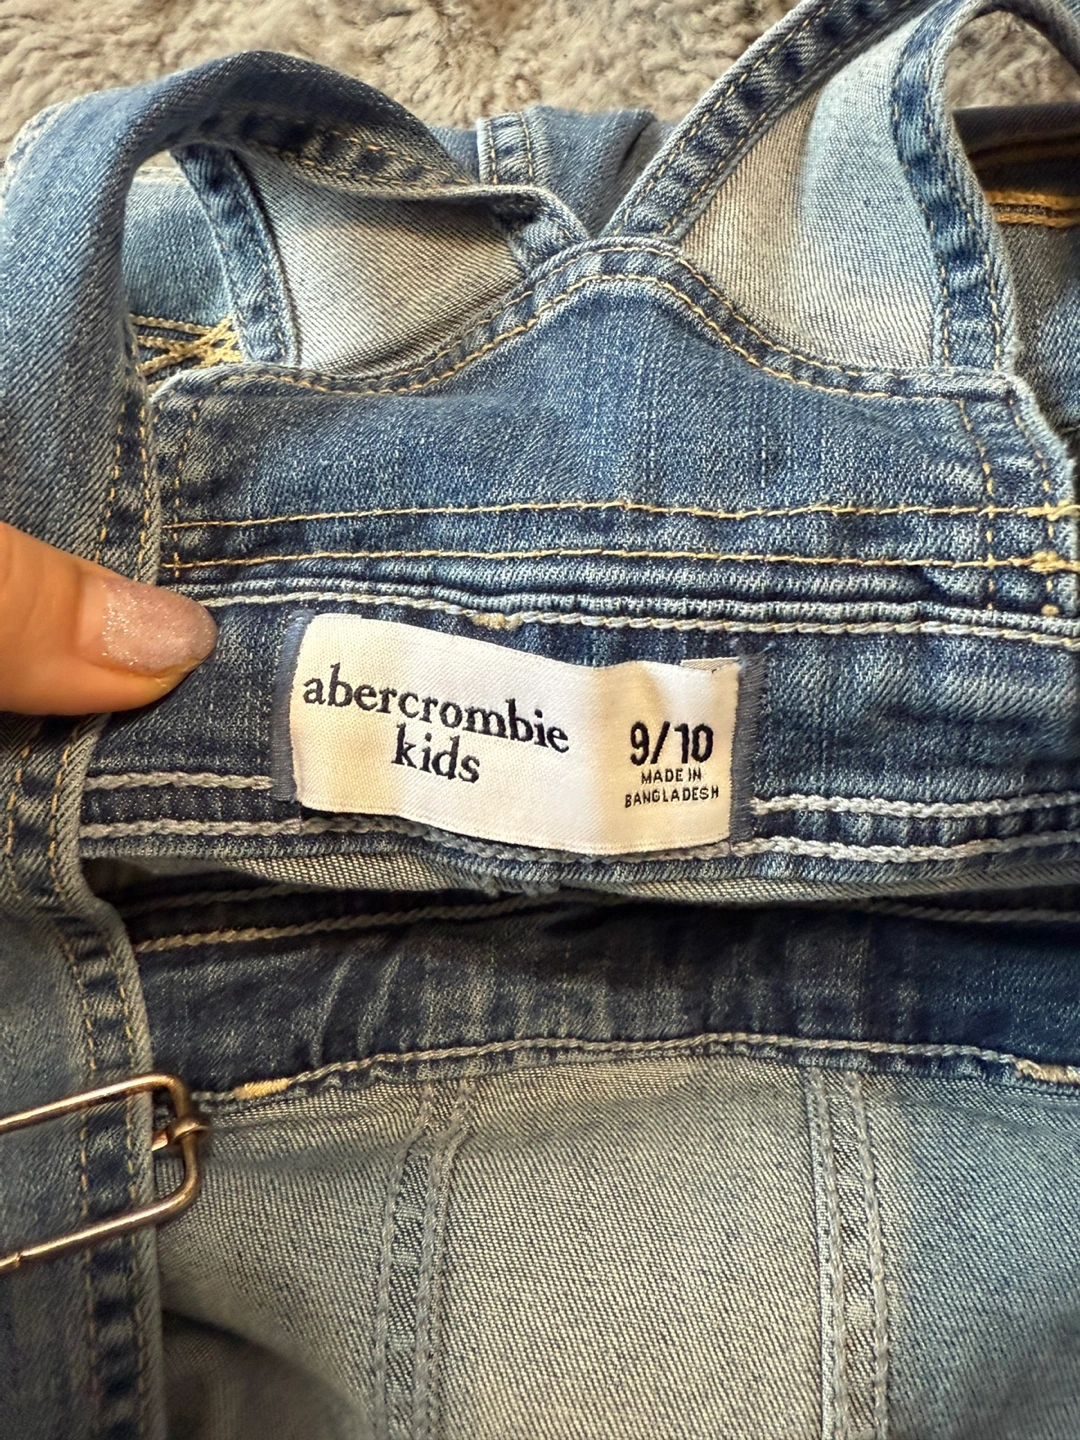 abercrombie
kids
9/10
MADE IN
BANGLADESH